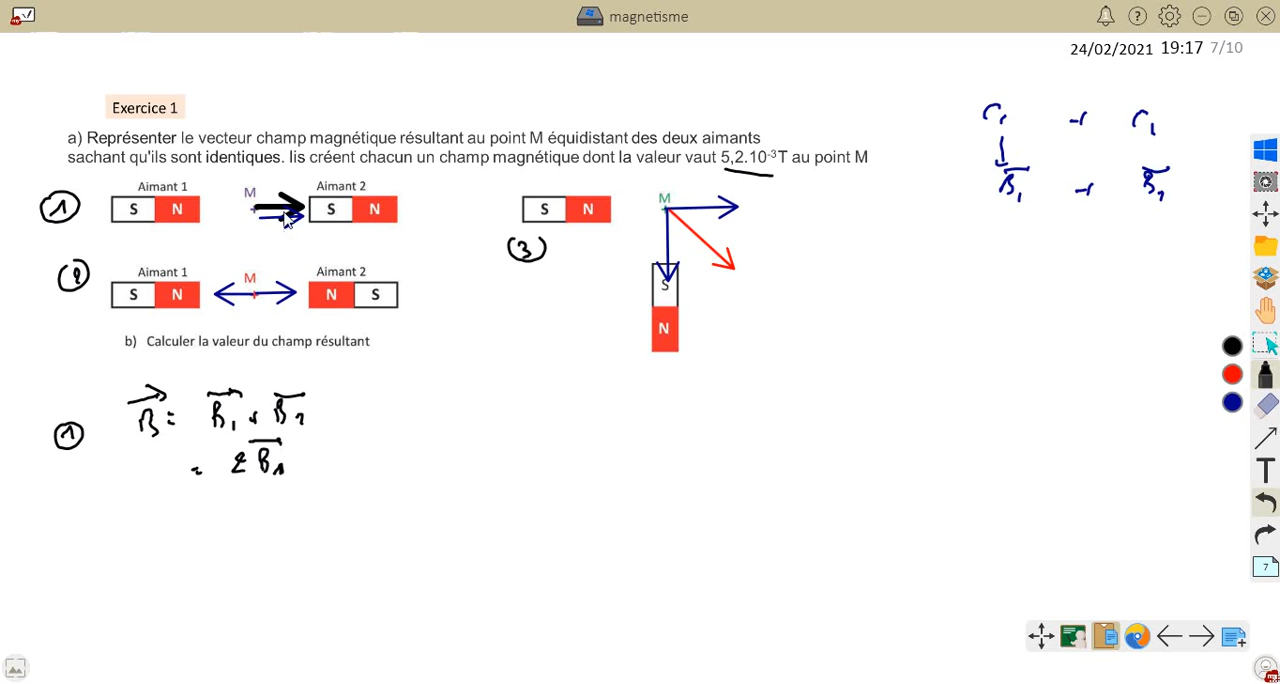 magnetisme
24/02/2021 19:17 7/10
Exercice 1
a) Représenter le vecteur champ magnétique résultant au point M équidistant des deux aimants
sachant qu'ils sont identiques. Iis créent chacun un champ magnétique dont la valeur vaut 5,2.10⁻³T au point M
1
Aimant 1
S N
M
Aimant 2
S N
2
Aimant 1
S N
M
Aimant 2
N S
3
S N
M
S
N
b) Calculer la valeur du champ résultant
1
B = B₁ + B₂
= 2 B₁
7